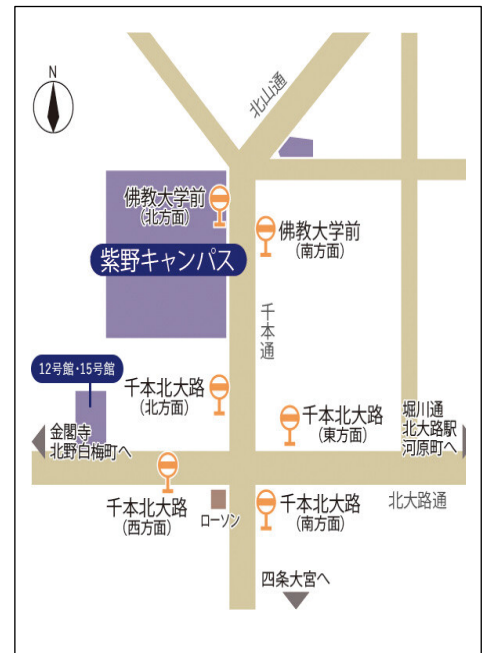 N
北山通
佛教大学前
(北方面)
佛教大学前
(南方面)
紫野キャンパス
千本通
12号館・15号館
千本北大路
(北方面)
千本北大路
(東方面)
堀川通
北大路駅
河原町へ
金閣寺
北野白梅町へ
千本北大路
(西方面)
ローソン
千本北大路
(南方面)
北大路通
四条大宮へ